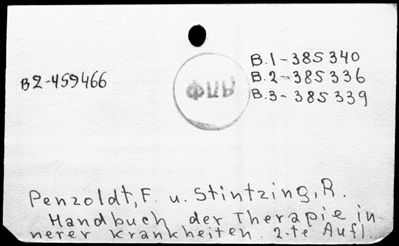 B.1-385340
B2-459466
B.2-385336
ФИР
B.3-385339
Penzoldt, F. u. Stintzing, R.
Handbuch der Therapie in
nerer Krankheiten. 2.te Aufl.